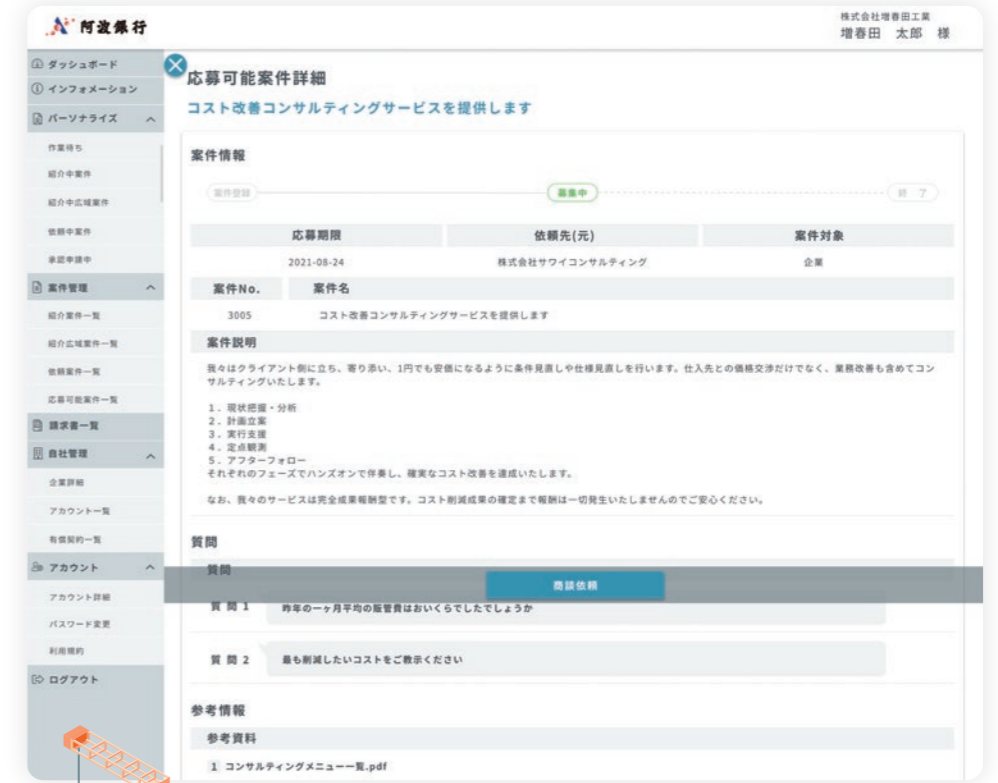 阿波銀行
株式会社増春田工業
増春田 太郎 様
ダッシュボード
インフォメーション
パーソナライズ
作業待ち
紹介中案件
紹介中広域案件
依頼中案件
承認申請中
案件管理
紹介案件一覧
紹介広域案件一覧
依頼案件一覧
応募可能案件一覧
請求書一覧
自社管理
企業詳細
アカウント一覧
有償契約一覧
アカウント
アカウント詳細
パスワード変更
利用規約
ログアウト
応募可能案件詳細
コスト改善コンサルティングサービスを提供します
案件情報
案件登録 募集中 終 了
応募期限 依頼先(元) 案件対象
2021-08-24 株式会社サワイコンサルティング 企業
案件No. 案件名
3005 コスト改善コンサルティングサービスを提供します
案件説明
我々はクライアント側に立ち、寄り添い、1円でも安価になるように条件見直しや仕様見直しを行います。仕入先との価格交渉だけでなく、業務改善も含めてコン
サルティングいたします。
1. 現状把握・分析
2. 計画立案
3. 実行支援
4. 定点観測
5. アフターフォロー
それぞれのフェーズでハンズオンで伴奏し、確実なコスト改善を達成いたします。
なお、我々のサービスは完全成果報酬型です。コスト削減成果の確定まで報酬は一切発生いたしませんのでご安心ください。
質問
質問
商談依頼
質 問 1 昨年の一ヶ月平均の販管費はおいくらでしたでしょうか
質 問 2 最も削減したいコストをご教示ください
参考情報
参考資料
1 コンサルティングメニュー一覧.pdf